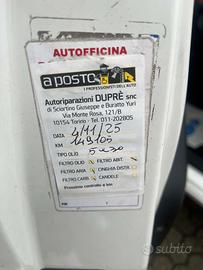 AUTOFFICINA
a posto
I PROFESSIONISTI DELL'AUTO
Autoriparazioni DUPRÈ snc
di Sciortino Giuseppe e Buratto Yuri
Via Monte Rosa, 121/B
10154 Torino - Tel. 011-202805
DATA 4/11/25
KM 149105
TIPO OLIO 5W30
FILTRO OLIO FILTRO ABIT.
FILTRO ARIA CINGHIA DISTR.
FILTRO CARB. CANDELE
Prossimo controllo a km
subito